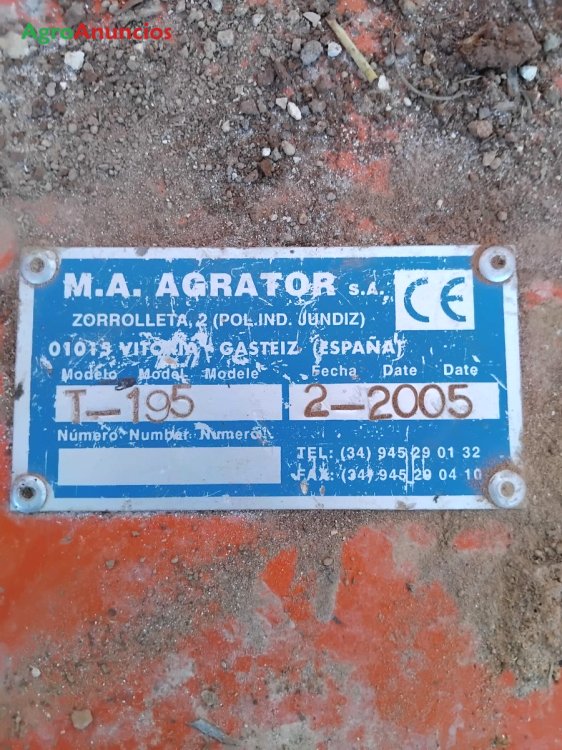 AgroAnuncios
M.A. AGRATOR S.A.
CE
ZORROLLETA, 2 (POL.IND. JUNDIZ)
01015 VITORIA - GASTEIZ (ESPAÑA)
Modelo Model Modele Fecha Date Date
T-195 2-2005
Número Number Numero
TEL: (34) 945 29 01 32
FAX: (34) 945 29 04 10